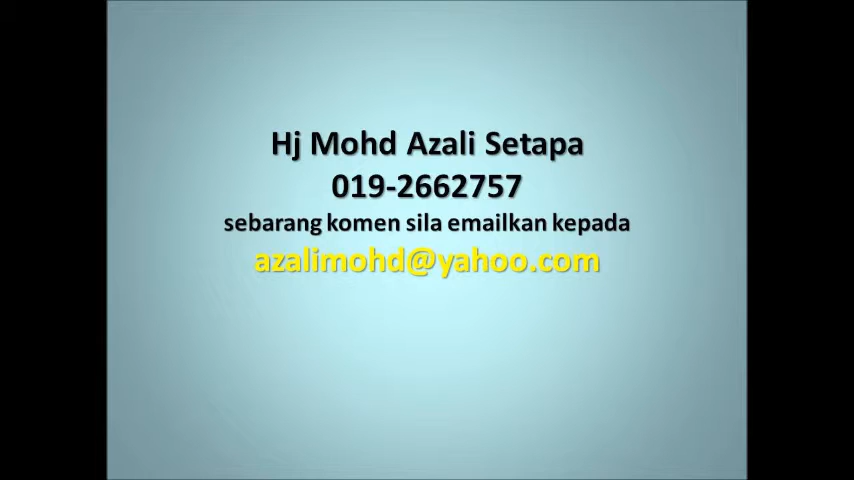 Hj Mohd Azali Setapa
019-2662757
sebarang komen sila emailkan kepada
azalimohd@yahoo.com